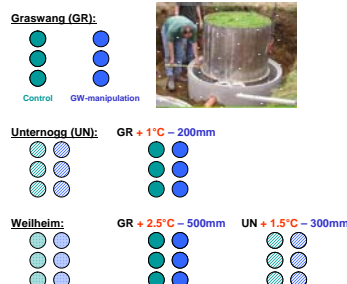 Graswang (GR):
Control GW-manipulation
Unternogg (UN): GR + 1°C – 200mm
Weilheim: GR + 2.5°C – 500mm UN + 1.5°C – 300mm